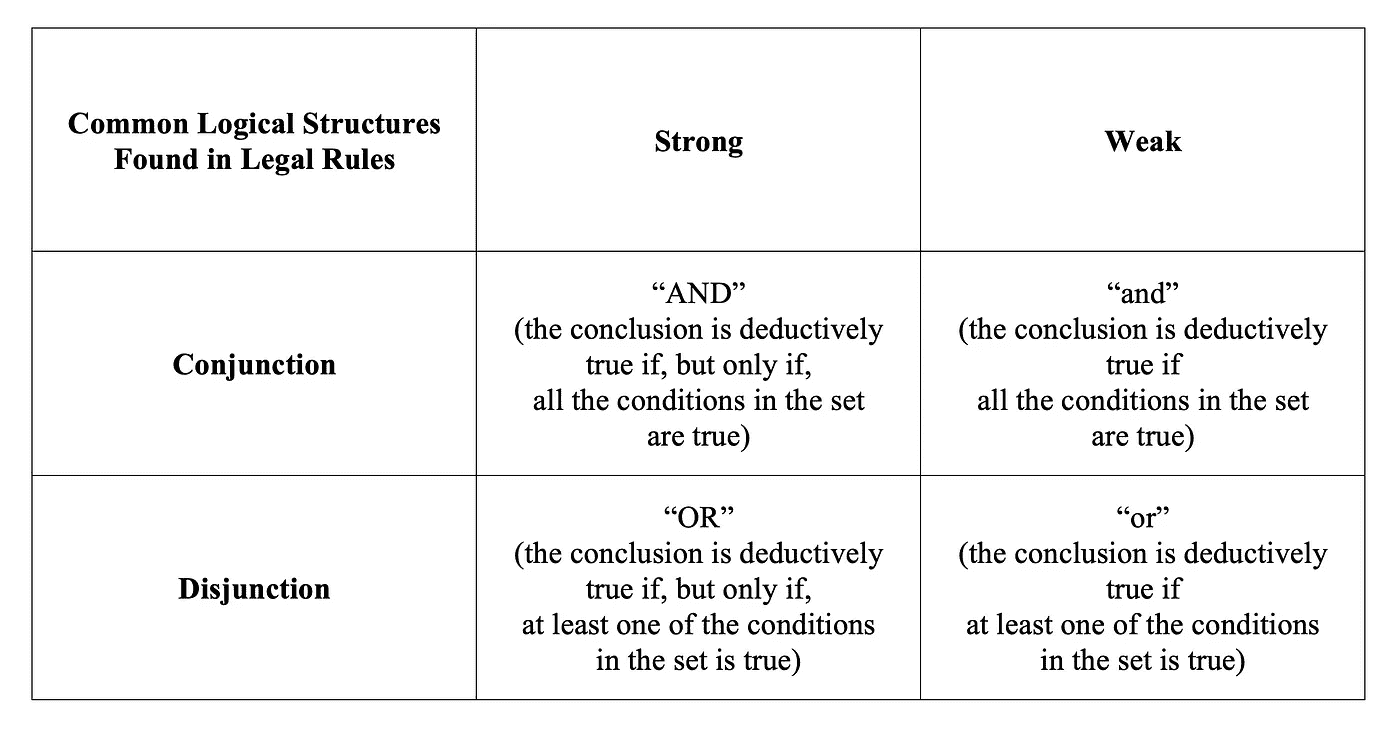 Common Logical Structures
Found in Legal Rules
Strong
Weak
Conjunction
“AND”
(the conclusion is deductively
true if, but only if,
all the conditions in the set
are true)
“and”
(the conclusion is deductively
true if
all the conditions in the set
are true)
Disjunction
“OR”
(the conclusion is deductively
true if, but only if,
at least one of the conditions
in the set is true)
“or”
(the conclusion is deductively
true if
at least one of the conditions
in the set is true)